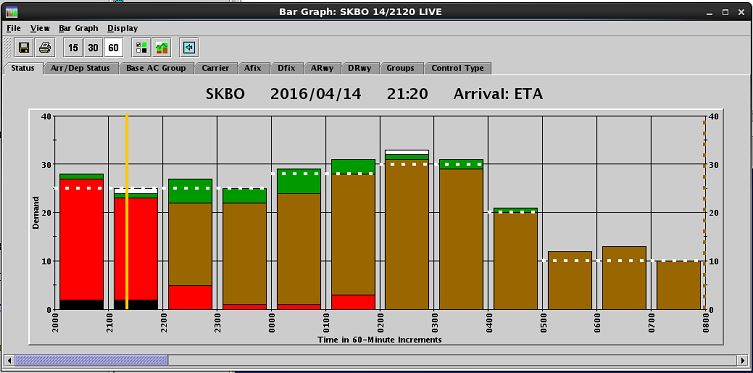 Bar Graph: SKBO 14/2120 LIVE
File View Bar Graph Display
15 30 60
Status Arr/Dep Status Base AC Group Carrier Afix Dfix ARwy DRwy Groups Control Type
SKBO 2016/04/14 21:20 Arrival: ETA
40 40
30 30
Demand
20 20
10 10
0 0
2000 2100 2200 2300 0000 0100 0200 0300 0400 0500 0600 0700 0800
Time in 60-Minute Increments